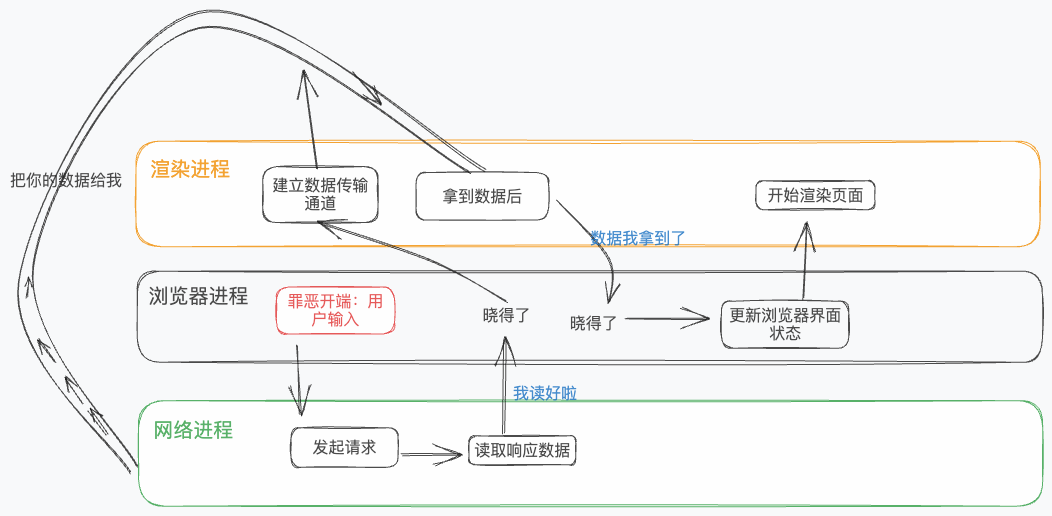 渲染进程
把你的数据给我
建立数据传输
通道
拿到数据后
开始渲染页面
数据我拿到了
浏览器进程
罪恶开端：用
户输入
晓得了
晓得了
更新浏览器界面
状态
我读好啦
网络进程
发起请求
读取响应数据